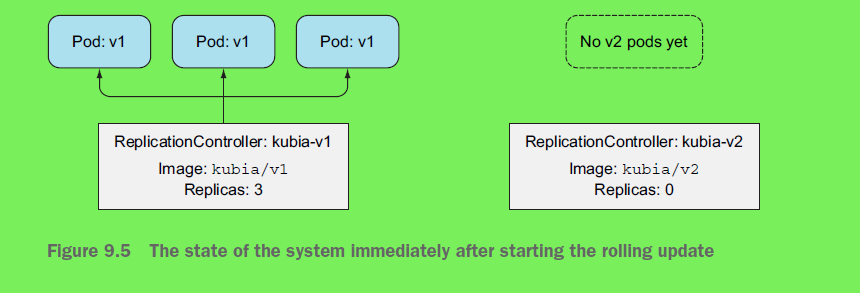 Pod: v1
Pod: v1
Pod: v1
No v2 pods yet
ReplicationController: kubia-v1
Image: kubia/v1
Replicas: 3
ReplicationController: kubia-v2
Image: kubia/v2
Replicas: 0
Figure 9.5 The state of the system immediately after starting the rolling update